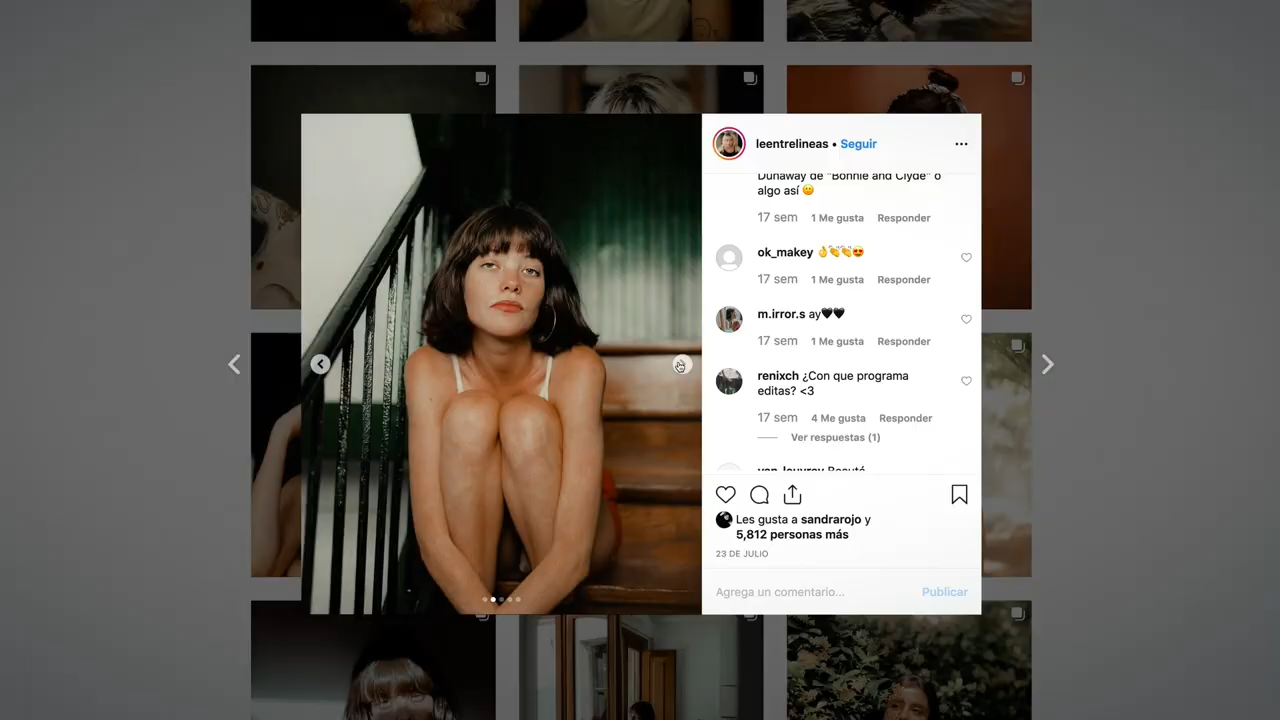 leentrelineas • Seguir
Dunaway de "Bonnie and Clyde" o
algo así 🙂
17 sem 1 Me gusta Responder
ok_makey 👌👏👏😍
17 sem 1 Me gusta Responder
m.irror.s ay🖤🖤
17 sem 1 Me gusta Responder
renixch ¿Con que programa
editas? <3
17 sem 4 Me gusta Responder
Ver respuestas (1)
Les gusta a sandrarojo y
5,812 personas más
23 DE JULIO
Agrega un comentario... Publicar